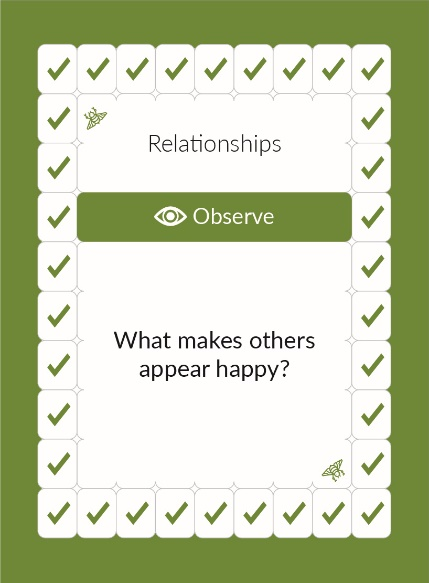 Relationships
Observe
What makes others
appear happy?